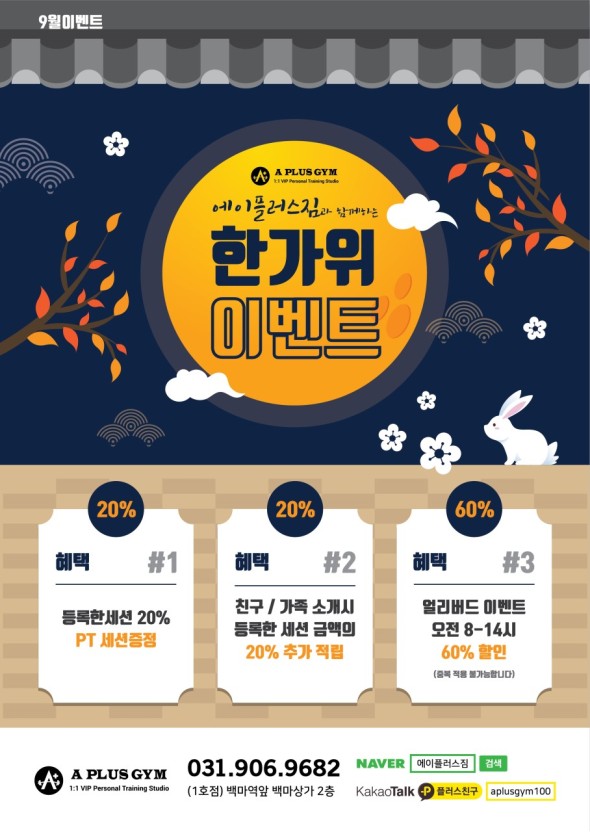 9월이벤트
A PLUS GYM
1:1 VIP Personal Training Studio
에이플러스짐과 함께하는
한가위
이벤트
20%
혜택 #1
등록한세션 20%
PT 세션증정
20%
혜택 #2
친구 / 가족 소개시
등록한 세션 금액의
20% 추가 적립
60%
혜택 #3
얼리버드 이벤트
오전 8-14시
60% 할인
(중복 적용 불가능합니다)
A PLUS GYM
1:1 VIP Personal Training Studio
031.906.9682
(1호점) 백마역앞 백마상가 2층
NAVER 에이플러스짐 검색
KakaoTalk P 플러스친구 aplusgym100